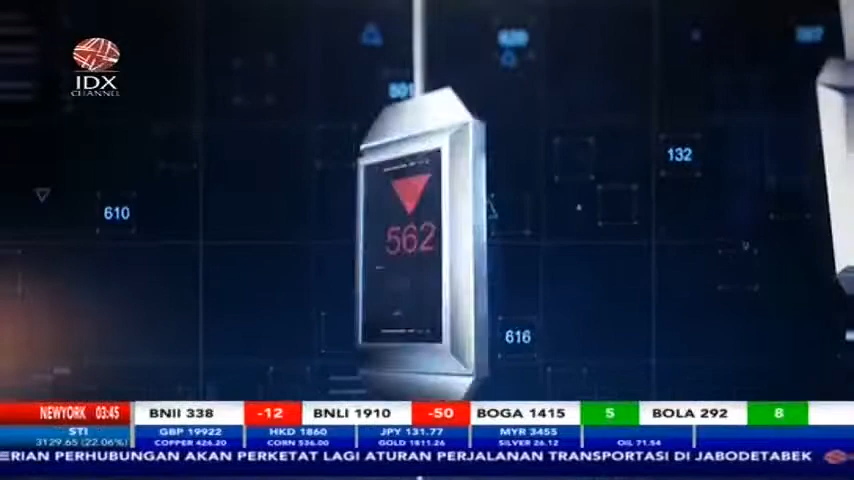 IDX
CHANNEL
132
610
562
616
NEWYORK 03:45
BNII 338 -12 BNLI 1910 -50 BOGA 1415 5 BOLA 292 8
STI
3129.65 (22.06%)
GBP 19922 HKD 1860 JPY 131.77 MYR 3455
COPPER 426.20 CORN 536.00 GOLD 1811.26 SILVER 26.12 OIL 71.54
ERIAN PERHUBUNGAN AKAN PERKETAT LAGI ATURAN PERJALANAN TRANSPORTASI DI JABODETABEK